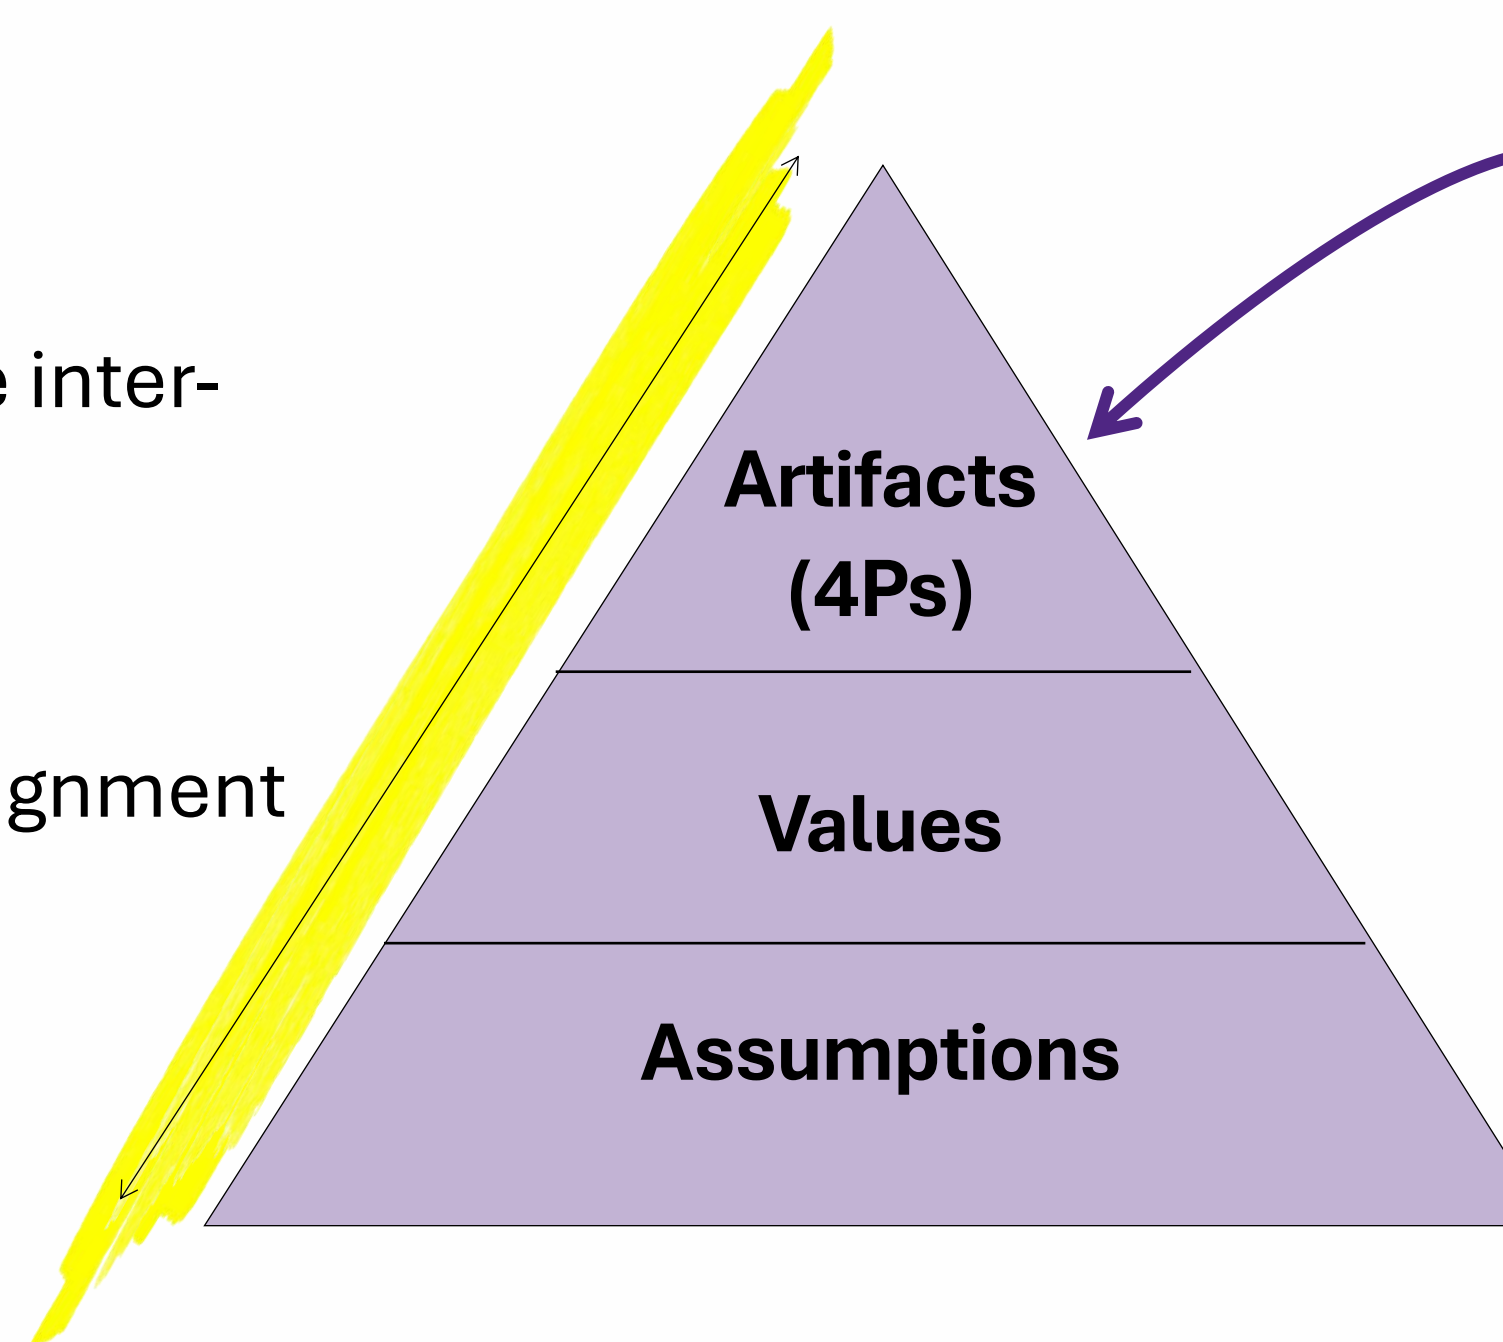 e inter-
gnment
Artifacts
(4Ps)
Values
Assumptions